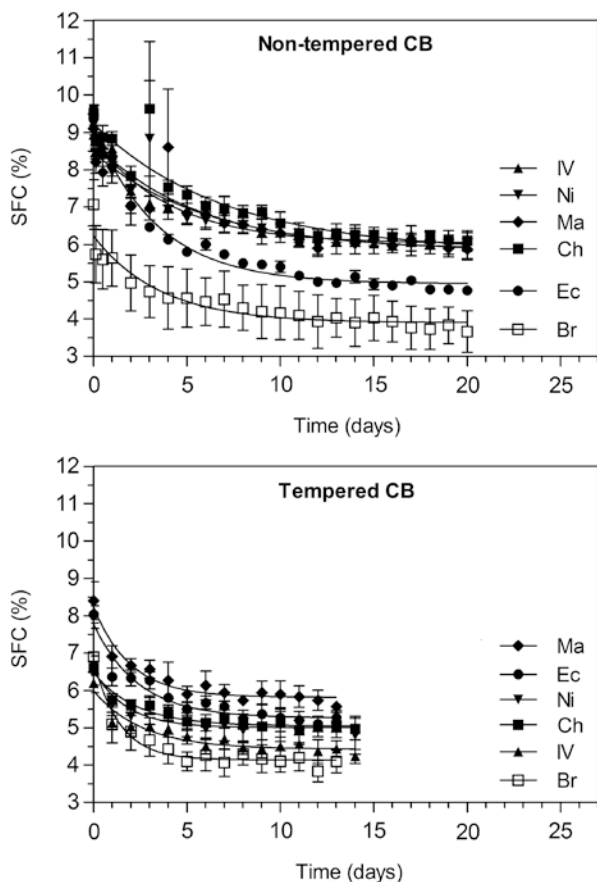 Non-tempered CB
12
11
10
9
8
7
6
5
4
3
SFC (%)
IV
Ni
Ma
Ch
Ec
Br
0 5 10 15 20 25
Time (days)
Tempered CB
12
11
10
9
8
7
6
5
4
3
SFC (%)
Ma
Ec
Ni
Ch
IV
Br
0 5 10 15 20 25
Time (days)